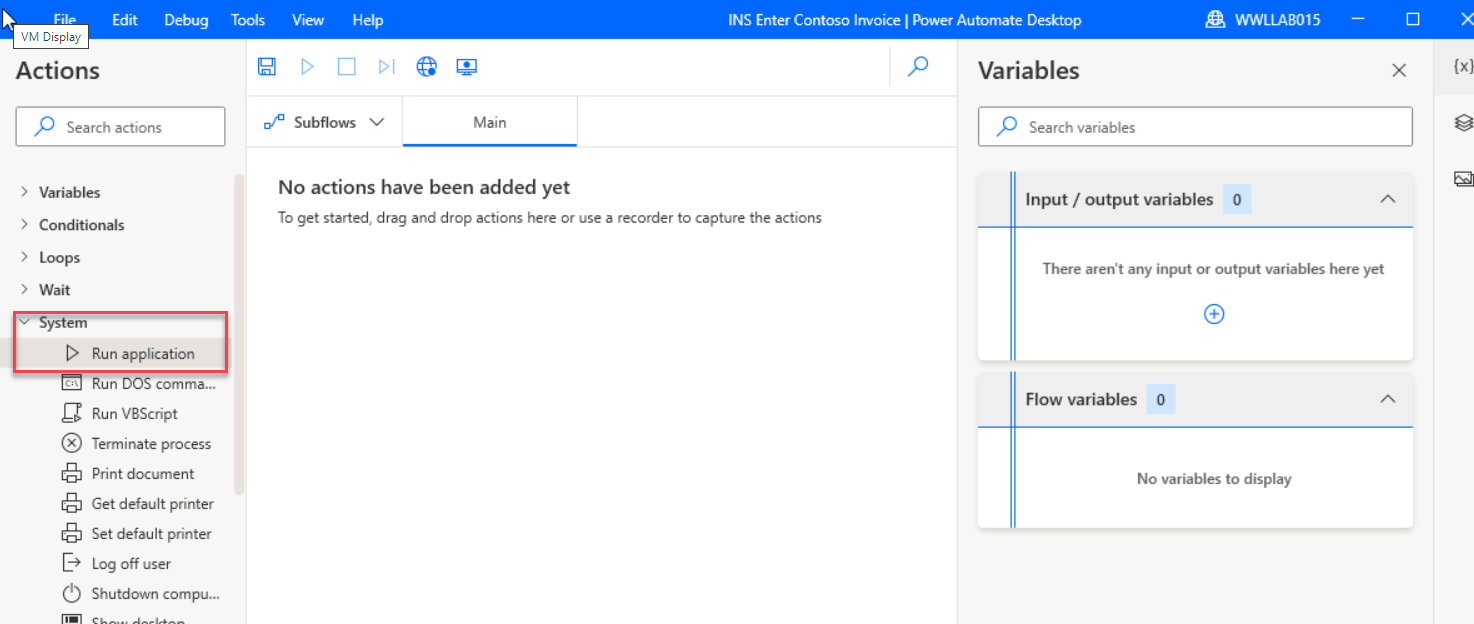 File Edit Debug Tools View Help INS Enter Contoso Invoice | Power Automate Desktop WWLLAB015
VM Display
Actions
Search actions
Variables
Conditionals
Loops
Wait
System
Run application
Run DOS comma...
Run VBScript
Terminate process
Print document
Get default printer
Set default printer
Log off user
Shutdown compu...
Show desktop
Subflows Main
No actions have been added yet
To get started, drag and drop actions here or use a recorder to capture the actions
Variables
{x}
Search variables
Input / output variables 0
There aren't any input or output variables here yet
Flow variables 0
No variables to display